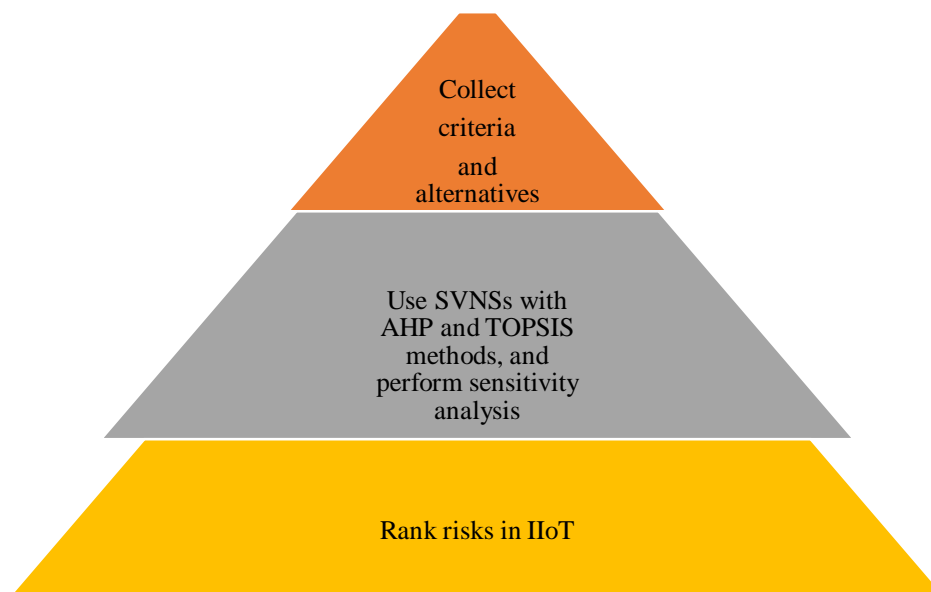 Collect
criteria
and
alternatives
Use SVNSs with
AHP and TOPSIS
methods, and
perform sensitivity
analysis
Rank risks in IIoT